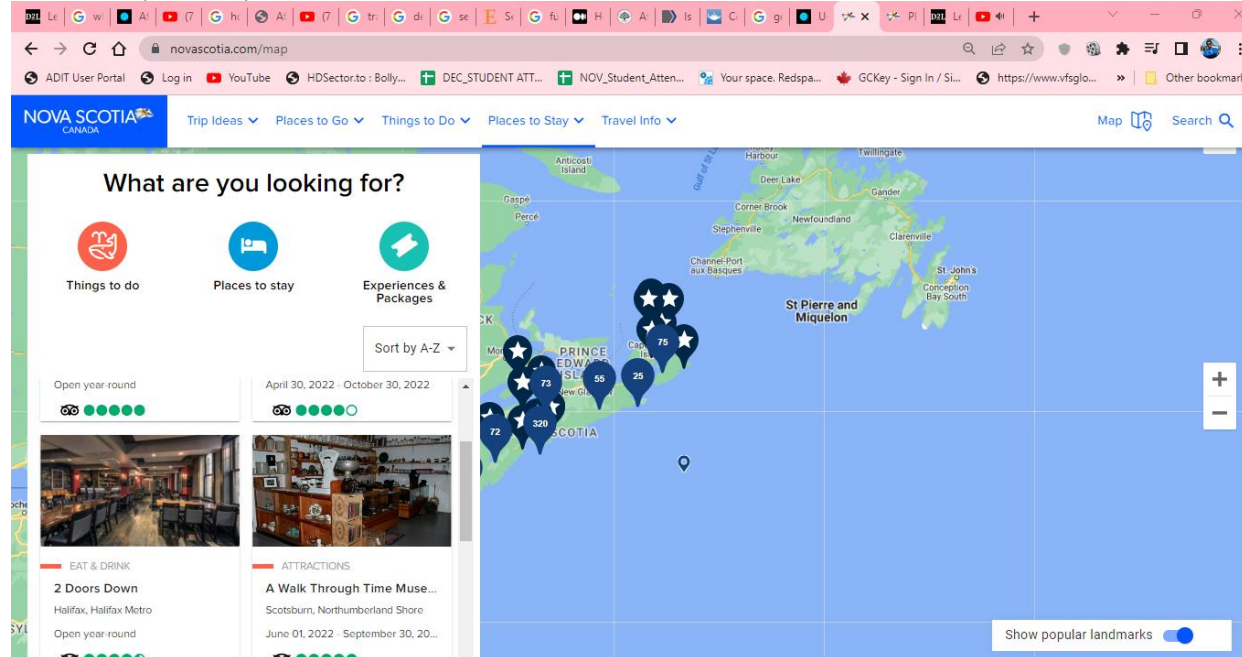 novascotia.com/map
ADIT User Portal Log in YouTube HDSector.to : Bolly... DEC_STUDENT ATT... NOV_Student_Atten... Your space. Redspa... GCKey - Sign In / Si... https://www.vfsglo... » Other bookmar
NOVA SCOTIA
CANADA
Trip Ideas Places to Go Things to Do Places to Stay Travel Info Map Search
What are you looking for?
Things to do
Places to stay
Experiences &
Packages
Sort by A-Z
Open year-round
April 30, 2022 - October 30, 2022
EAT & DRINK
2 Doors Down
Halifax, Halifax Metro
Open year-round
ATTRACTIONS
A Walk Through Time Muse...
Scotsburn, Northumberland Shore
June 01, 2022 - September 30, 20...
Anticosti
Island
Gaspé
Percé
Gulf of St
Harbour
Twillingate
Deer Lake
Gander
Corner Brook
Newfoundland
Stephenville
Clarenville
Channel-Port
aux Basques
St. John's
Conception
Bay South
St Pierre and
Miquelon
PRINCE
EDWA
ISL
75
73
55
25
72
320
SCOTIA
+
−
Show popular landmarks